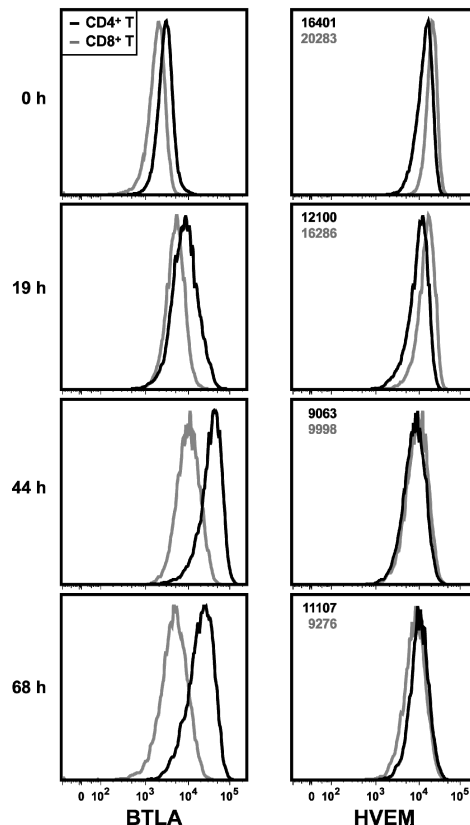 CD4⁺ T
CD8⁺ T
16401
20283
0 h
12100
16286
19 h
9063
9998
44 h
11107
9276
68 h
0 10² 10³ 10⁴ 10⁵
0 10² 10³ 10⁴ 10⁵
BTLA
HVEM